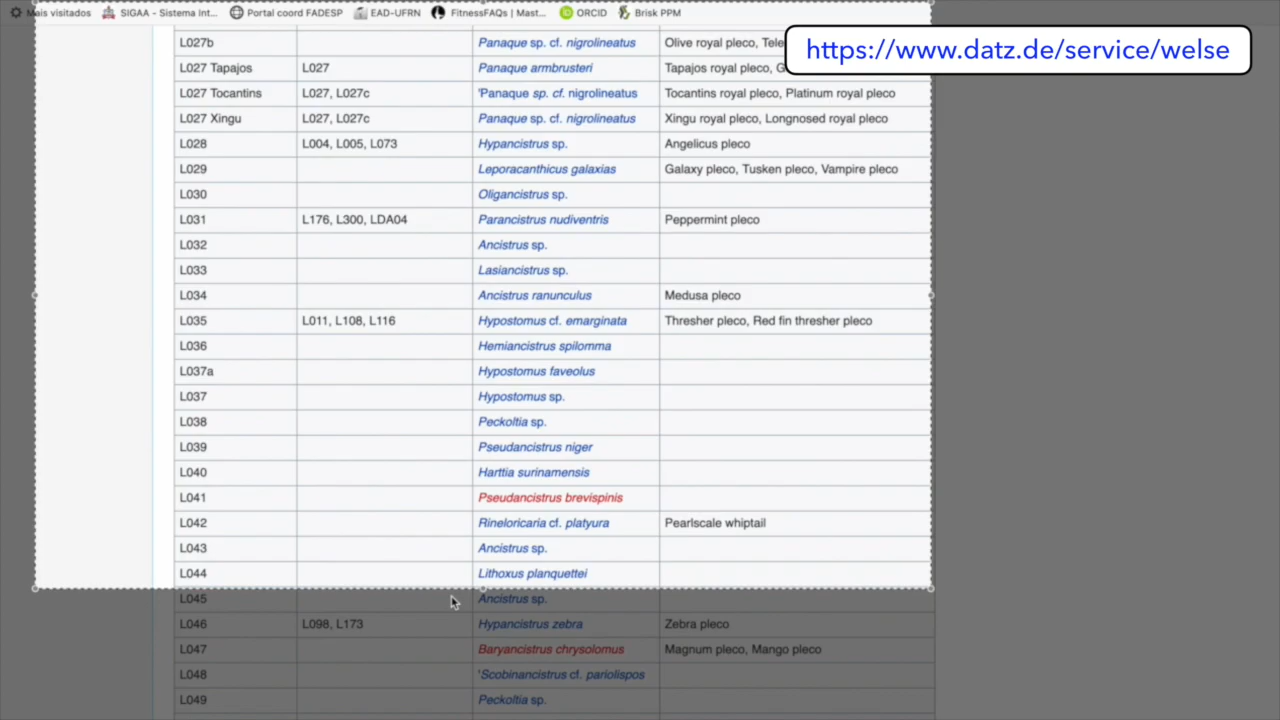 Mais visitados SIGAA - Sistema Int... Portal coord FADESP EAD-UFRN FitnessFAQs | Mast... ORCID Brisk PPM
https://www.datz.de/service/welse
L027b Panaque sp. cf. nigrolineatus Olive royal pleco, Tele
L027 Tapajos L027 Panaque armbrusteri Tapajos royal pleco, G
L027 Tocantins L027, L027c 'Panaque sp. cf. nigrolineatus Tocantins royal pleco, Platinum royal pleco
L027 Xingu L027, L027c Panaque sp. cf. nigrolineatus Xingu royal pleco, Longnosed royal pleco
L028 L004, L005, L073 Hypancistrus sp. Angelicus pleco
L029 Leporacanthicus galaxias Galaxy pleco, Tusken pleco, Vampire pleco
L030 Oligancistrus sp.
L031 L176, L300, LDA04 Parancistrus nudiventris Peppermint pleco
L032 Ancistrus sp.
L033 Lasiancistrus sp.
L034 Ancistrus ranunculus Medusa pleco
L035 L011, L108, L116 Hypostomus cf. emarginata Thresher pleco, Red fin thresher pleco
L036 Hemiancistrus spilomma
L037a Hypostomus faveolus
L037 Hypostomus sp.
L038 Peckoltia sp.
L039 Pseudancistrus niger
L040 Harttia surinamensis
L041 Pseudancistrus brevispinis
L042 Rineloricaria cf. platyura Pearlscale whiptail
L043 Ancistrus sp.
L044 Lithoxus planquettei
L045 Ancistrus sp.
L046 L098, L173 Hypancistrus zebra Zebra pleco
L047 Baryancistrus chrysolomus Magnum pleco, Mango pleco
L048 'Scobinancistrus cf. pariolispos
L049 Peckoltia sp.